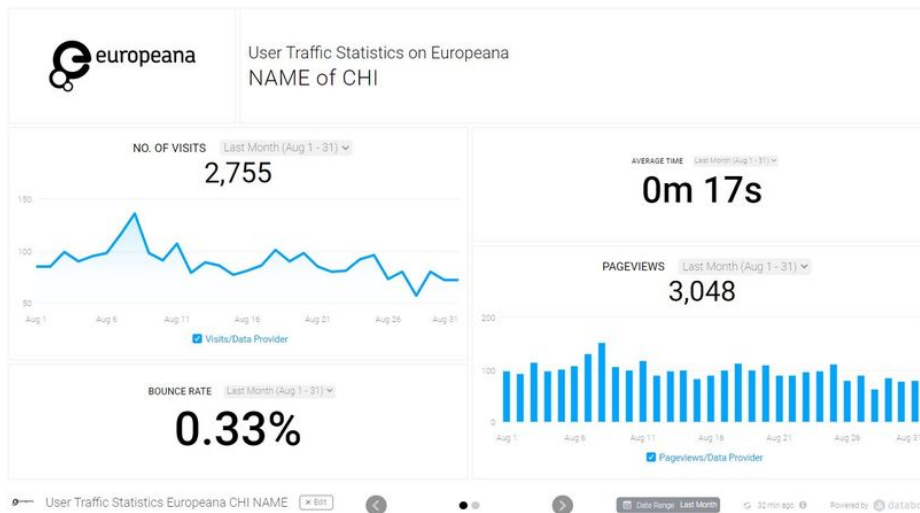 europeana
User Traffic Statistics on Europeana
NAME of CHI
NO. OF VISITS Last Month (Aug 1 - 31)
2,755
150
100
50
Aug 1 Aug 6 Aug 11 Aug 16 Aug 21 Aug 26 Aug 31
Visits/Data Provider
AVERAGE TIME Last Month (Aug 1 - 31)
0m 17s
PAGEVIEWS Last Month (Aug 1 - 31)
3,048
200
100
0
Aug 1 Aug 6 Aug 11 Aug 16 Aug 21 Aug 26 Aug 31
Pageviews/Data Provider
BOUNCE RATE Last Month (Aug 1 - 31)
0.33%
User Traffic Statistics Europeana CHI NAME × Edit
Date Range Last Month 32 min ago Powered by